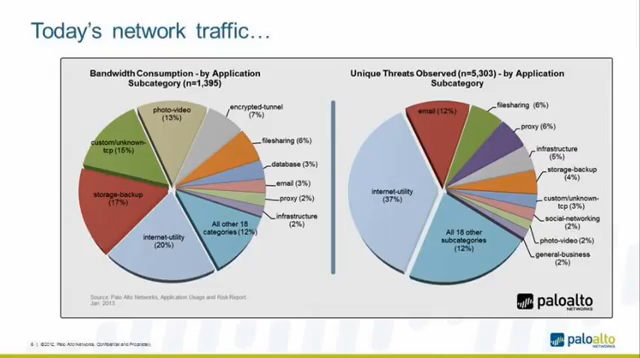 Today's network traffic...
Bandwidth Consumption - by Application
Subcategory (n=1,395)
photo-video
(13%)
encrypted-tunnel
(7%)
filesharing (6%)
database (3%)
email (3%)
proxy (2%)
infrastructure
(2%)
All other 18
categories (12%)
internet-utility
(20%)
storage-backup
(17%)
custom/unknown-
tcp (15%)
Source: Palo Alto Networks, Application Usage and Risk Report.
Jan. 2013.
Unique Threats Observed (n=5,303) - by Application
Subcategory
email (12%)
filesharing (6%)
proxy (6%)
infrastructure
(5%)
storage-backup
(4%)
custom/unknown-
tcp (3%)
social-networking
(2%)
photo-video (2%)
general-business
(2%)
All 18 other
subcategories
(12%)
internet-utility
(37%)
paloalto
NETWORKS
6 | ©2012, Palo Alto Networks. Confidential and Proprietary.
paloalto
NETWORKS